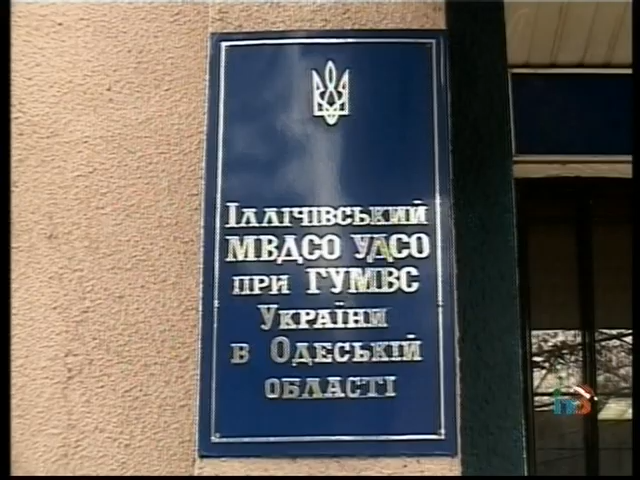 Іллічівський
МВДСО УДСО
при ГУМВС
України
в Одеській
області